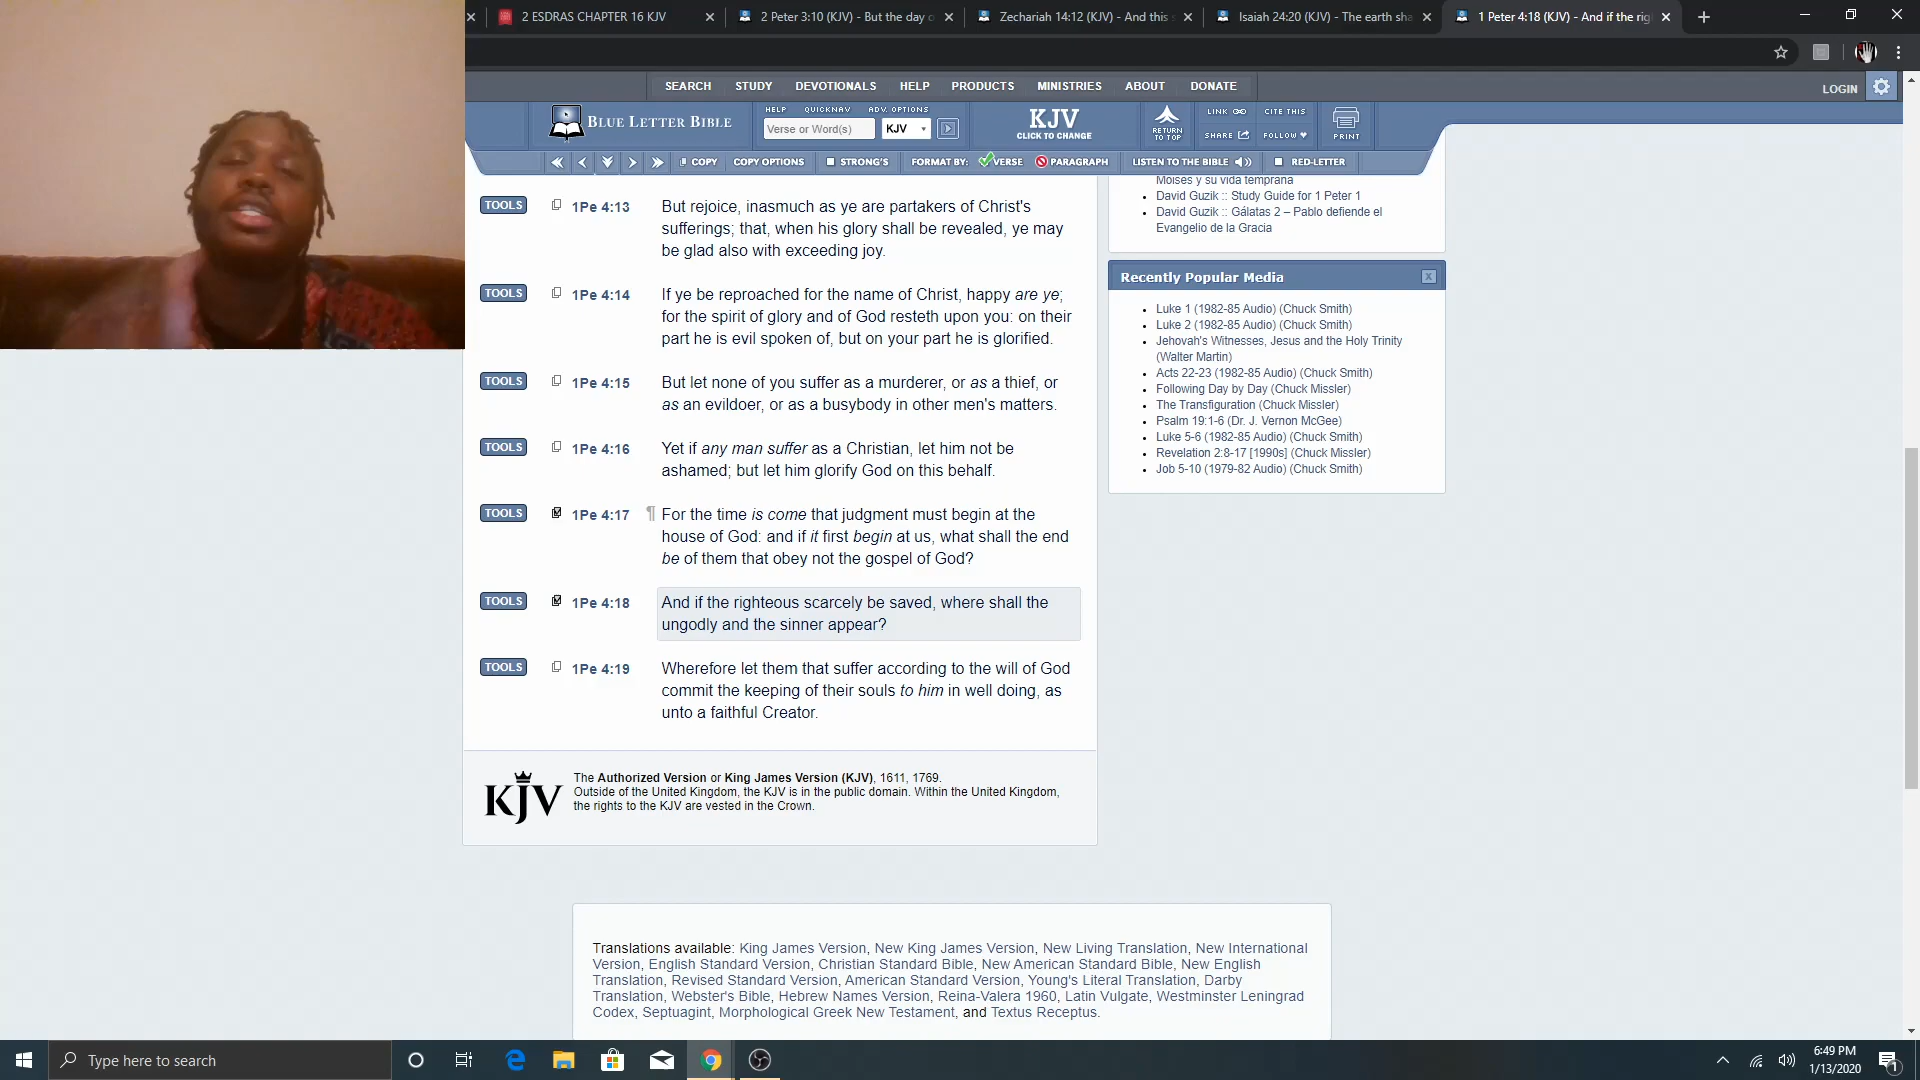 2 ESDRAS CHAPTER 16 KJV
2 Peter 3:10 (KJV) - But the day o
Zechariah 14:12 (KJV) - And this s
Isaiah 24:20 (KJV) - The earth sha
1 Peter 4:18 (KJV) - And if the rig
SEARCH STUDY DEVOTIONALS HELP PRODUCTS MINISTRIES ABOUT DONATE
LOGIN
BLUE LETTER BIBLE
HELP QUICKNAV ADV. OPTIONS
Verse or Word(s) KJV
KJV
CLICK TO CHANGE
RETURN
TO TOP
LINK CITE THIS
SHARE FOLLOW
PRINT
COPY COPY OPTIONS STRONG'S FORMAT BY: VERSE PARAGRAPH LISTEN TO THE BIBLE RED-LETTER
TOOLS 1Pe 4:13 But rejoice, inasmuch as ye are partakers of Christ's
sufferings; that, when his glory shall be revealed, ye may
be glad also with exceeding joy.
TOOLS 1Pe 4:14 If ye be reproached for the name of Christ, happy are ye;
for the spirit of glory and of God resteth upon you: on their
part he is evil spoken of, but on your part he is glorified.
TOOLS 1Pe 4:15 But let none of you suffer as a murderer, or as a thief, or
as an evildoer, or as a busybody in other men's matters.
TOOLS 1Pe 4:16 Yet if any man suffer as a Christian, let him not be
ashamed; but let him glorify God on this behalf.
TOOLS 1Pe 4:17 ¶ For the time is come that judgment must begin at the
house of God: and if it first begin at us, what shall the end
be of them that obey not the gospel of God?
TOOLS 1Pe 4:18 And if the righteous scarcely be saved, where shall the
ungodly and the sinner appear?
TOOLS 1Pe 4:19 Wherefore let them that suffer according to the will of God
commit the keeping of their souls to him in well doing, as
unto a faithful Creator.
KJV
The Authorized Version or King James Version (KJV), 1611, 1769.
Outside of the United Kingdom, the KJV is in the public domain. Within the United Kingdom,
the rights to the KJV are vested in the Crown.
Moises y su vida temprana
David Guzik :: Study Guide for 1 Peter 1
David Guzik :: Gálatas 2 – Pablo defiende el
Evangelio de la Gracia
Recently Popular Media
Luke 1 (1982-85 Audio) (Chuck Smith)
Luke 2 (1982-85 Audio) (Chuck Smith)
Jehovah's Witnesses, Jesus and the Holy Trinity
(Walter Martin)
Acts 22-23 (1982-85 Audio) (Chuck Smith)
Following Day by Day (Chuck Missler)
The Transfiguration (Chuck Missler)
Psalm 19:1-6 (Dr. J. Vernon McGee)
Luke 5-6 (1982-85 Audio) (Chuck Smith)
Revelation 2:8-17 [1990s] (Chuck Missler)
Job 5-10 (1979-82 Audio) (Chuck Smith)
Translations available: King James Version, New King James Version, New Living Translation, New International
Version, English Standard Version, Christian Standard Bible, New American Standard Bible, New English
Translation, Revised Standard Version, American Standard Version, Young's Literal Translation, Darby
Translation, Webster's Bible, Hebrew Names Version, Reina-Valera 1960, Latin Vulgate, Westminster Leningrad
Codex, Septuagint, Morphological Greek New Testament, and Textus Receptus.
Type here to search
6:49 PM
1/13/2020
1